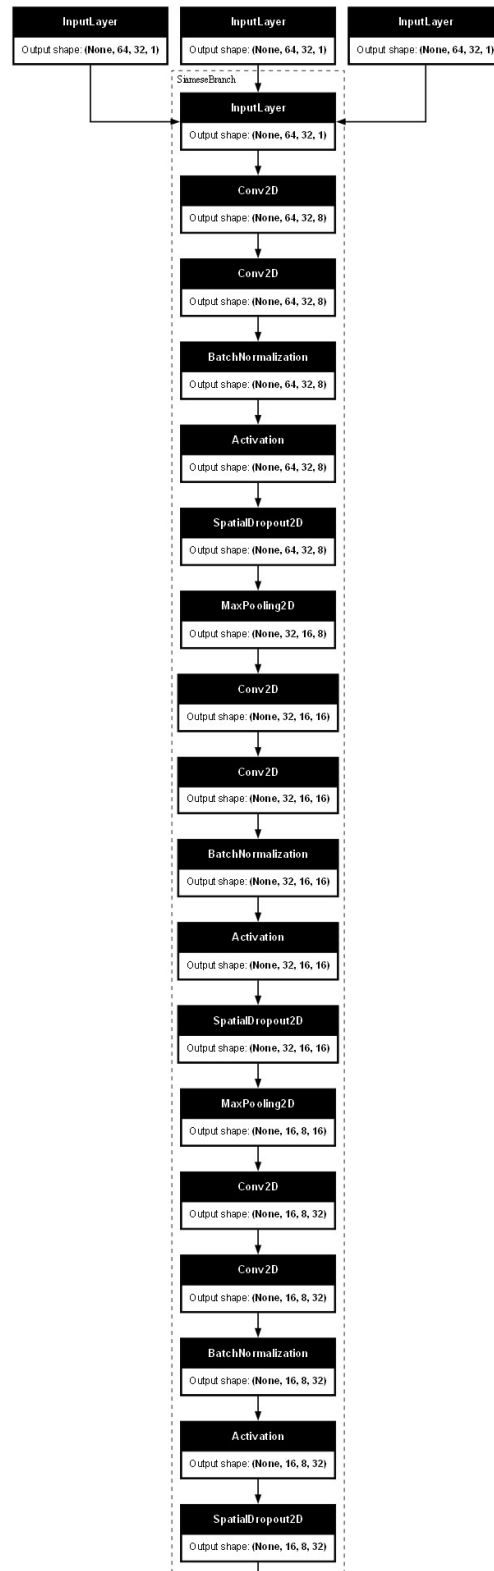 InputLayer
Output shape: (None, 64, 32, 1)
InputLayer
Output shape: (None, 64, 32, 1)
InputLayer
Output shape: (None, 64, 32, 1)
SiameseBranch
InputLayer
Output shape: (None, 64, 32, 1)
Conv2D
Output shape: (None, 64, 32, 8)
Conv2D
Output shape: (None, 64, 32, 8)
BatchNormalization
Output shape: (None, 64, 32, 8)
Activation
Output shape: (None, 64, 32, 8)
SpatialDropout2D
Output shape: (None, 64, 32, 8)
MaxPooling2D
Output shape: (None, 32, 16, 8)
Conv2D
Output shape: (None, 32, 16, 16)
Conv2D
Output shape: (None, 32, 16, 16)
BatchNormalization
Output shape: (None, 32, 16, 16)
Activation
Output shape: (None, 32, 16, 16)
SpatialDropout2D
Output shape: (None, 32, 16, 16)
MaxPooling2D
Output shape: (None, 16, 8, 16)
Conv2D
Output shape: (None, 16, 8, 32)
Conv2D
Output shape: (None, 16, 8, 32)
BatchNormalization
Output shape: (None, 16, 8, 32)
Activation
Output shape: (None, 16, 8, 32)
SpatialDropout2D
Output shape: (None, 16, 8, 32)